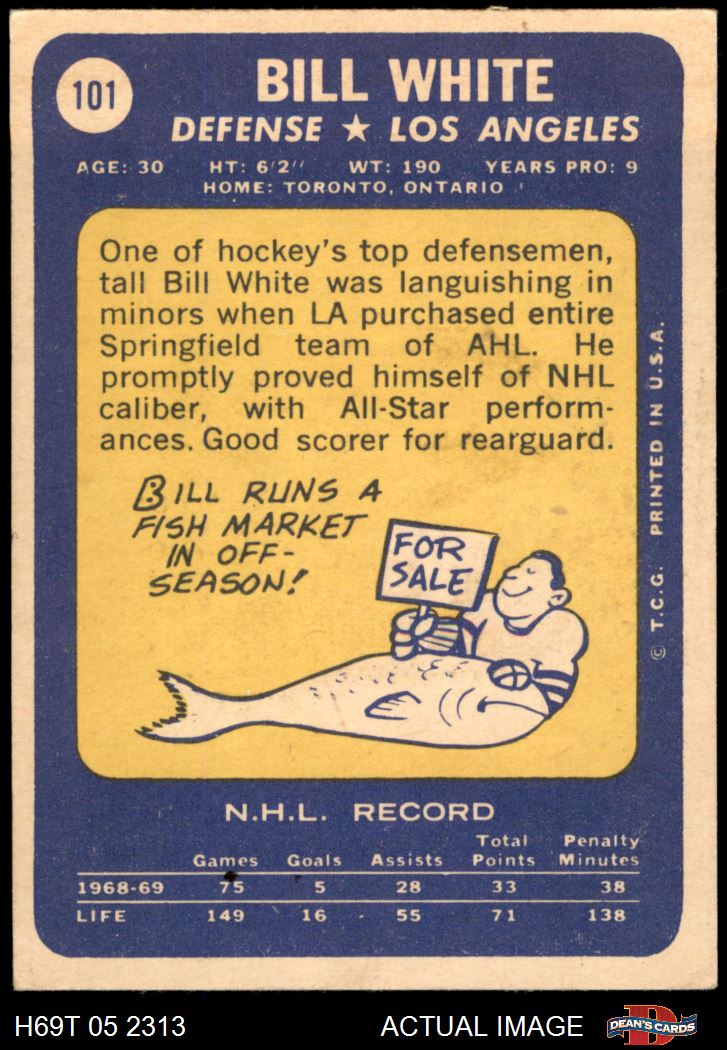 101
BILL WHITE
DEFENSE ★ LOS ANGELES
AGE: 30 HT: 6'2'' WT: 190 YEARS PRO: 9
HOME: TORONTO, ONTARIO
One of hockey's top defensemen,
tall Bill White was languishing in
minors when LA purchased entire
Springfield team of AHL. He
promptly proved himself of NHL
caliber, with All-Star perform-
ances. Good scorer for rearguard.
BILL RUNS A
FISH MARKET
IN OFF-
SEASON!
FOR
SALE
© T.C.G. PRINTED IN U.S.A.
N.H.L. RECORD
Total Penalty
Games Goals Assists Points Minutes
1968-69 75 5 28 33 38
LIFE 149 16 55 71 138
H69T 05 2313 ACTUAL IMAGE
D
DEAN'S CARDS